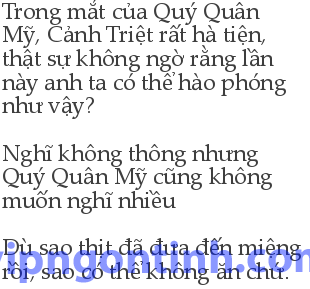 Trong mắt của Quý Quân
Mỹ, Cảnh Triệt rất hà tiện,
thật sự không ngờ rằng lần
này anh ta có thể hào phóng
như vậy?
Nghĩ không thông nhưng
Quý Quân Mỹ cũng không
muốn nghĩ nhiều
Dù sao thịt đã đưa đến miệng
rồi, sao có thể không ăn chứ.
vipngontinh.com